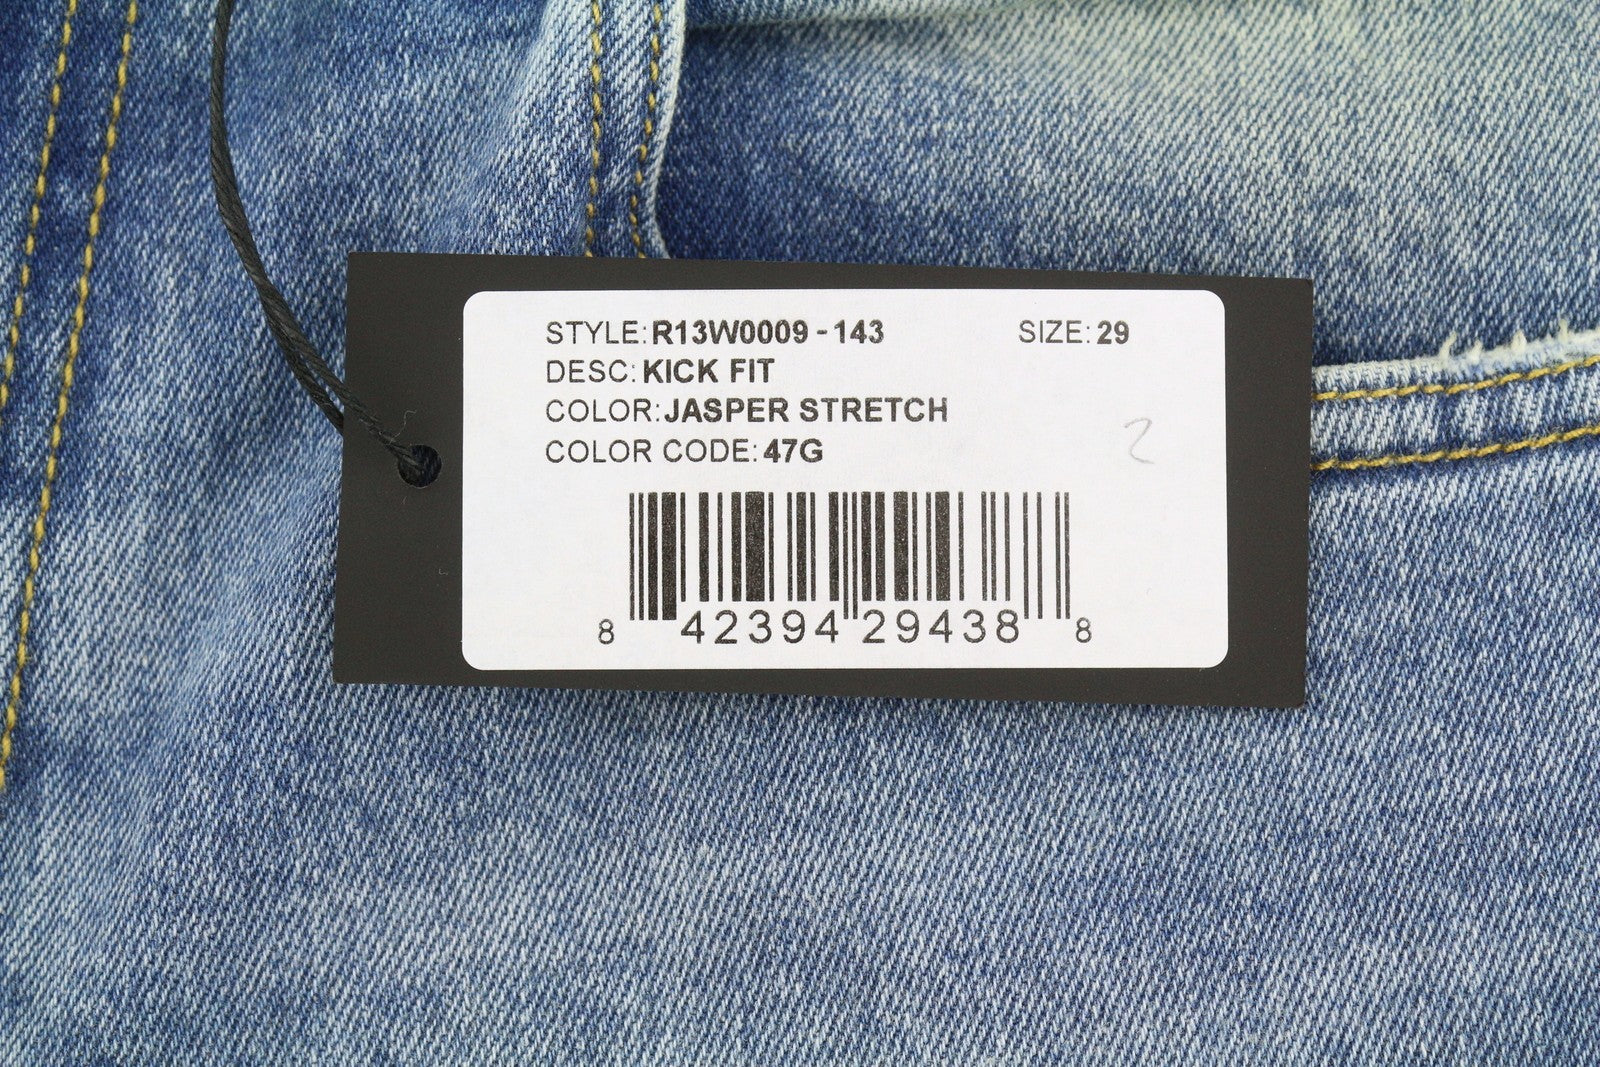 STYLE: R13W0009 - 143 SIZE: 29
DESC: KICK FIT
COLOR: JASPER STRETCH
COLOR CODE: 47G
2
8 42394 29438 8